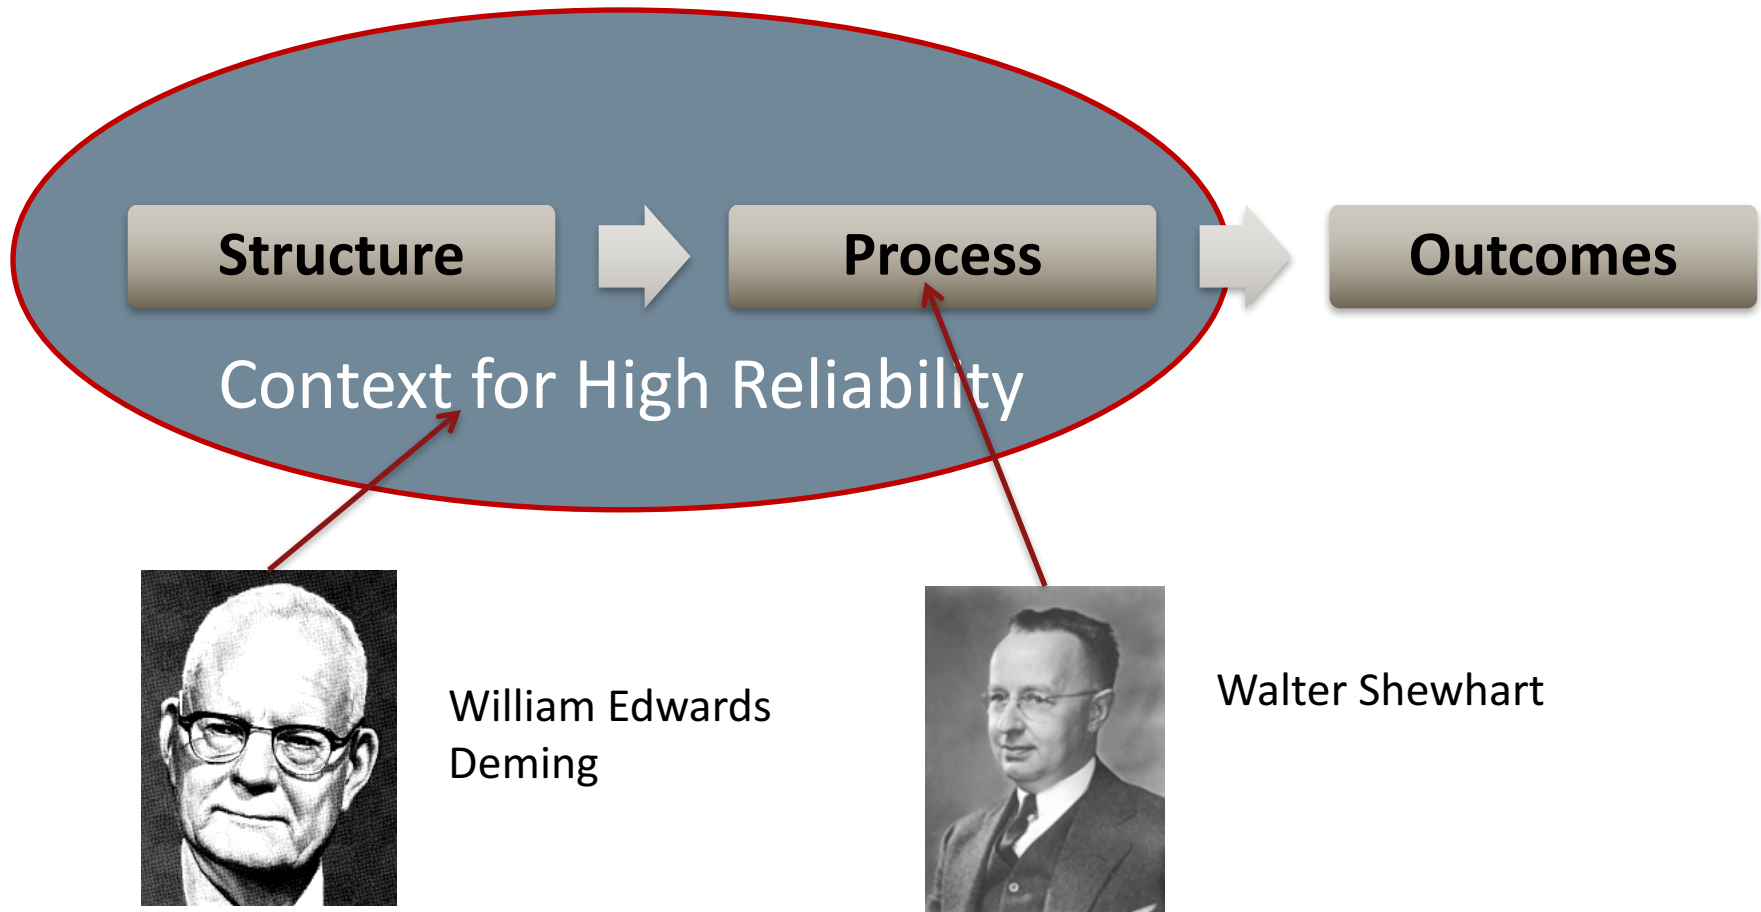 Structure
Process
Outcomes
Context for High Reliability
William Edwards
Deming
Walter Shewhart